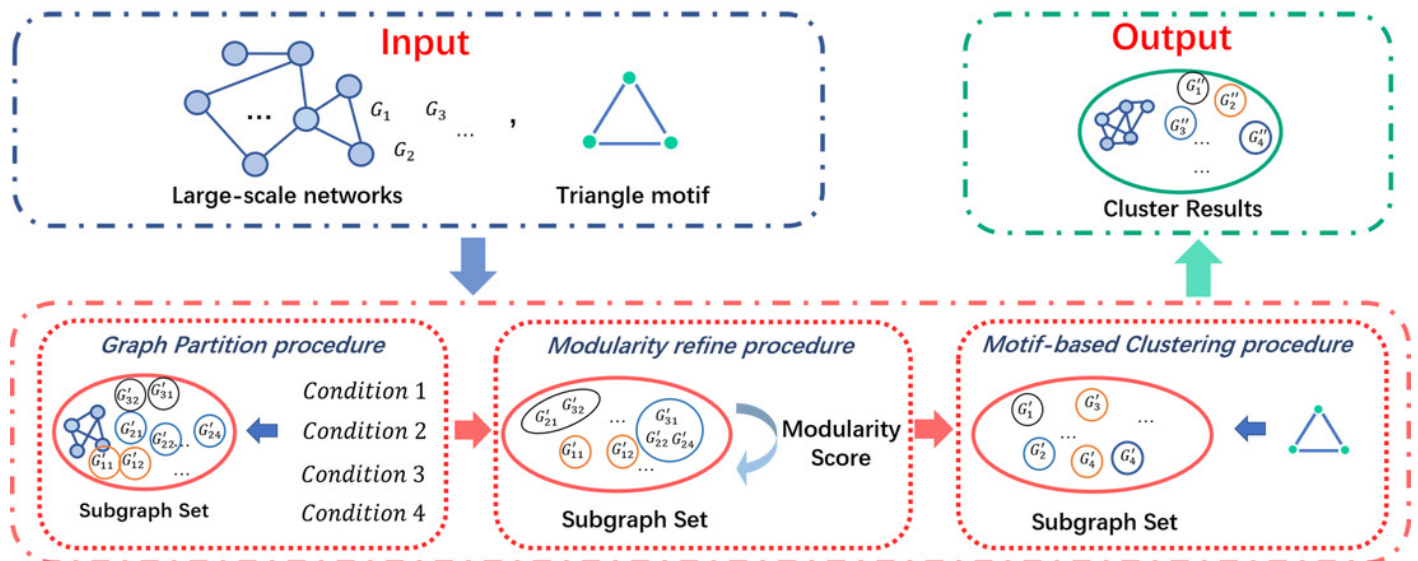 Input
...
G₁ G₃
...
,
G₂
Large-scale networks
Triangle motif
Output
G₁′′
G₂′′
G₃′′
G₄′′
...
...
Cluster Results
Graph Partition procedure
G′₃₂ G′₃₁
G′₂₁ G′₂₂ ... G′₂₄
G′₁₁ G′₁₂ ...
Subgraph Set
Condition 1
Condition 2
Condition 3
Condition 4
Modularity refine procedure
G′₂₁ G′₃₂ ... G′₃₁
G′₂₂ G′₂₄
G′₁₁ G′₁₂ ...
Subgraph Set
Modularity
Score
Motif-based Clustering procedure
G′₁ G′₃ ...
...
G′₂ G′₄ G′₄
Subgraph Set